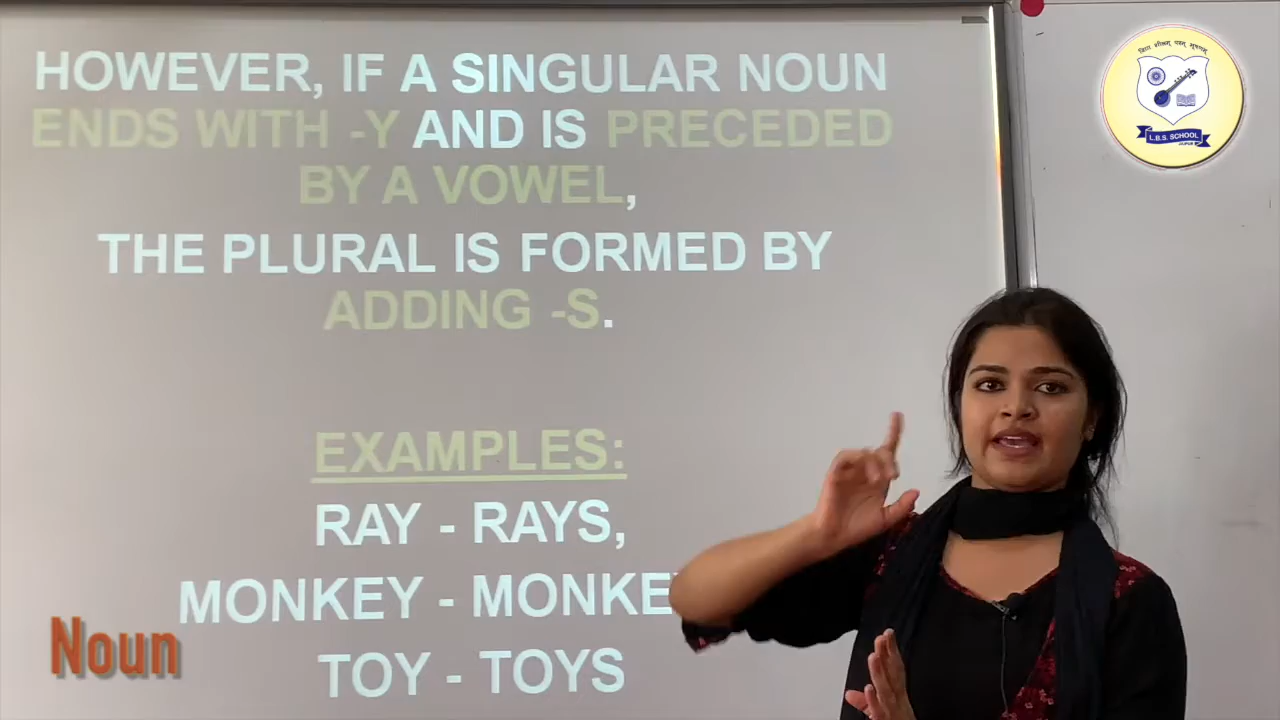 HOWEVER, IF A SINGULAR NOUN
ENDS WITH -Y AND IS PRECEDED
BY A VOWEL,
THE PLURAL IS FORMED BY
ADDING -S.
EXAMPLES:
RAY - RAYS,
MONKEY - MONKE
TOY - TOYS
Noun
L.B.S. SCHOOL
JAIPUR